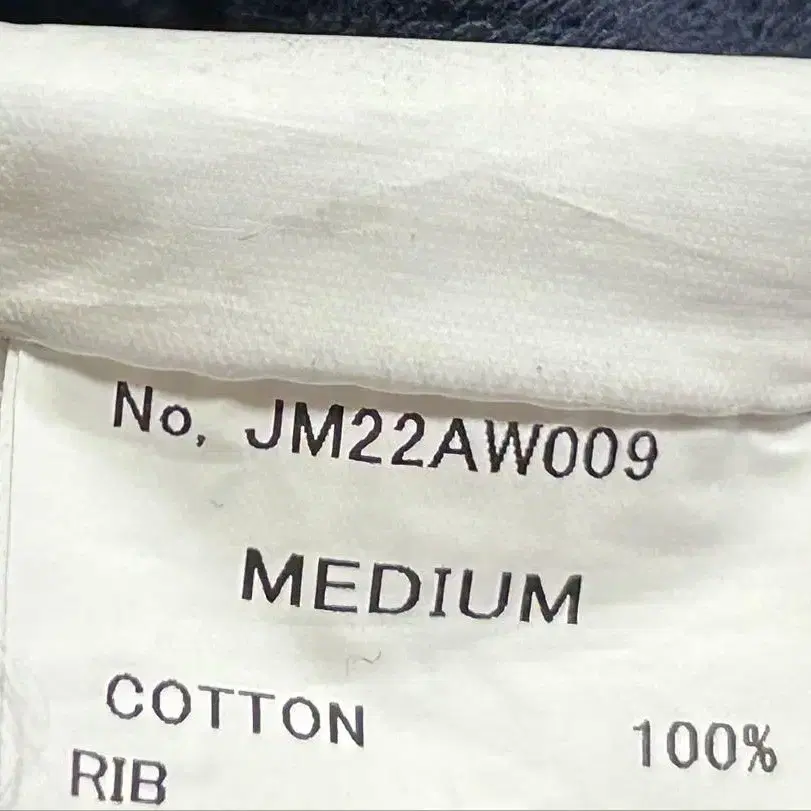 No, JM22AW009
MEDIUM
COTTON 100%
RIB